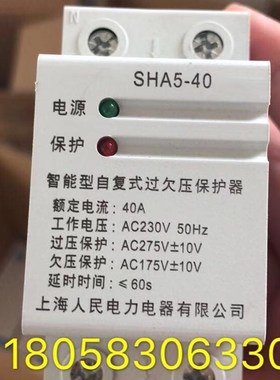 N
SHA5-40
电源
保护
智能型自复式过欠压保护器
额定电流: 40A
工作电压: AC230V 50Hz
过压保护: AC275V±10V
欠压保护: AC175V±10V
延时时间: ≤60s
上海人民电力电器有限公司
18058306330